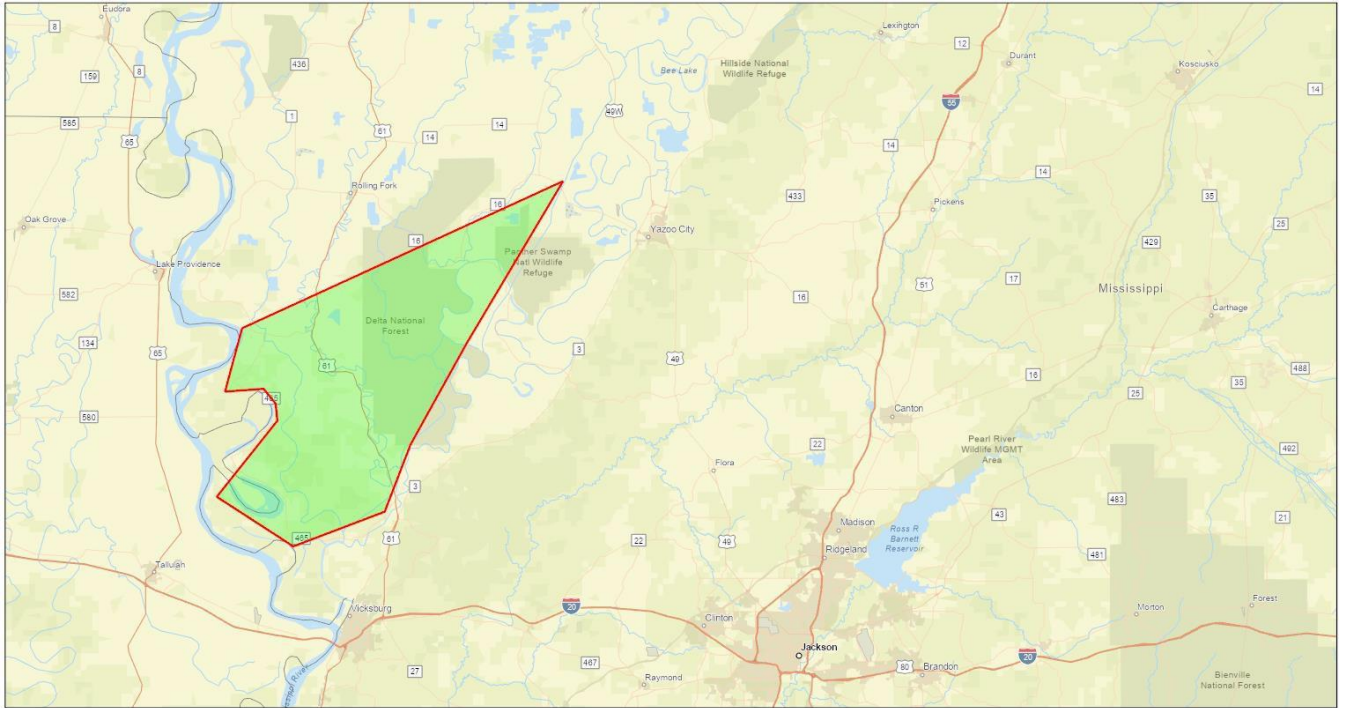 Eudora
8
Lexington
12
Durant
Kosciusko
Hillside National
Wildlife Refuge
Bee Lake
436
159
8
55
14
49W
1
585
65
61
14
14
14
14
433
Rolling Fork
16
35
25
Oak Grove
16
Pickens
Yazoo City
429
Panther Swamp
Natl Wildlife
Refuge
Lake Providence
17
51
Mississippi
582
16
Carthage
Delta National
Forest
134
65
3
49
61
488
16
35
25
485
580
Canton
22
Pearl River
Wildlife MGMT
Area
492
Flora
3
483
43
21
Madison
Ross R
Barnett
Reservoir
465
61
22
49
Ridgeland
481
Tallulah
Vicksburg
20
Clinton
Morton
Forest
Jackson
20
80
Brandon
27
467
Raymond
Bienville
National Forest